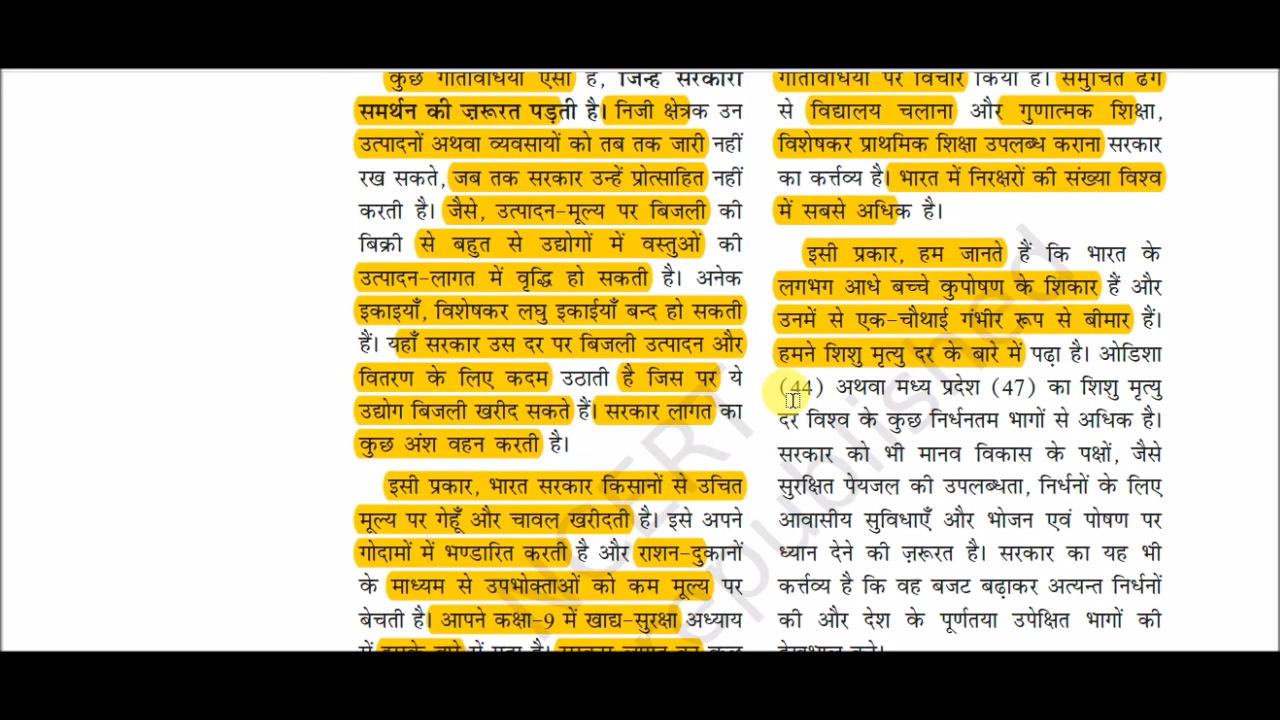 कुछ गतिविधियाँ ऐसी हैं, जिन्हें सरकारी
समर्थन की ज़रूरत पड़ती है। निजी क्षेत्रक उन
उत्पादनों अथवा व्यवसायों को तब तक जारी नहीं
रख सकते, जब तक सरकार उन्हें प्रोत्साहित नहीं
करती है। जैसे, उत्पादन-मूल्य पर बिजली की
बिक्री से बहुत से उद्योगों में वस्तुओं की
उत्पादन-लागत में वृद्धि हो सकती है। अनेक
इकाइयाँ, विशेषकर लघु इकाईयाँ बन्द हो सकती
हैं। यहाँ सरकार उस दर पर बिजली उत्पादन और
वितरण के लिए कदम उठाती है जिस पर ये
उद्योग बिजली खरीद सकते हैं। सरकार लागत का
कुछ अंश वहन करती है।
इसी प्रकार, भारत सरकार किसानों से उचित
मूल्य पर गेहूँ और चावल खरीदती है। इसे अपने
गोदामों में भण्डारित करती है और राशन-दुकानों
के माध्यम से उपभोक्ताओं को कम मूल्य पर
बेचती है। आपने कक्षा-9 में खाद्य-सुरक्षा अध्याय
गतिविधियों पर विचार किया है। समुचित ढंग
से विद्यालय चलाना और गुणात्मक शिक्षा,
विशेषकर प्राथमिक शिक्षा उपलब्ध कराना सरकार
का कर्त्तव्य है। भारत में निरक्षरों की संख्या विश्व
में सबसे अधिक है।
इसी प्रकार, हम जानते हैं कि भारत के
लगभग आधे बच्चे कुपोषण के शिकार हैं और
उनमें से एक-चौथाई गंभीर रूप से बीमार हैं।
हमने शिशु मृत्यु दर के बारे में पढ़ा है। ओडिशा
(44) अथवा मध्य प्रदेश (47) का शिशु मृत्यु
दर विश्व के कुछ निर्धनतम भागों से अधिक है।
सरकार को भी मानव विकास के पक्षों, जैसे
सुरक्षित पेयजल की उपलब्धता, निर्धनों के लिए
आवासीय सुविधाएँ और भोजन एवं पोषण पर
ध्यान देने की ज़रूरत है। सरकार का यह भी
कर्त्तव्य है कि वह बजट बढ़ाकर अत्यन्त निर्धनों
की और देश के पूर्णतया उपेक्षित भागों की
NCERT
republished